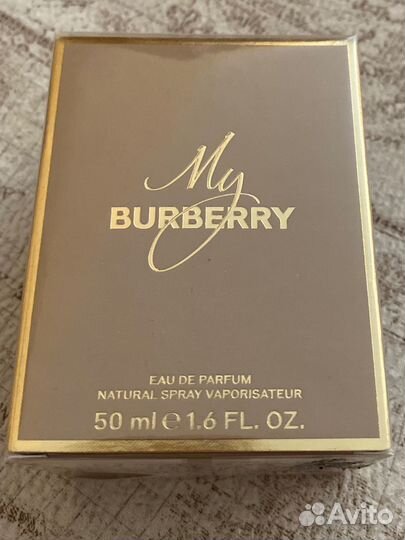 My
BURBERRY
EAU DE PARFUM
NATURAL SPRAY VAPORISATEUR
50 ml e 1.6 FL. OZ.
Avito